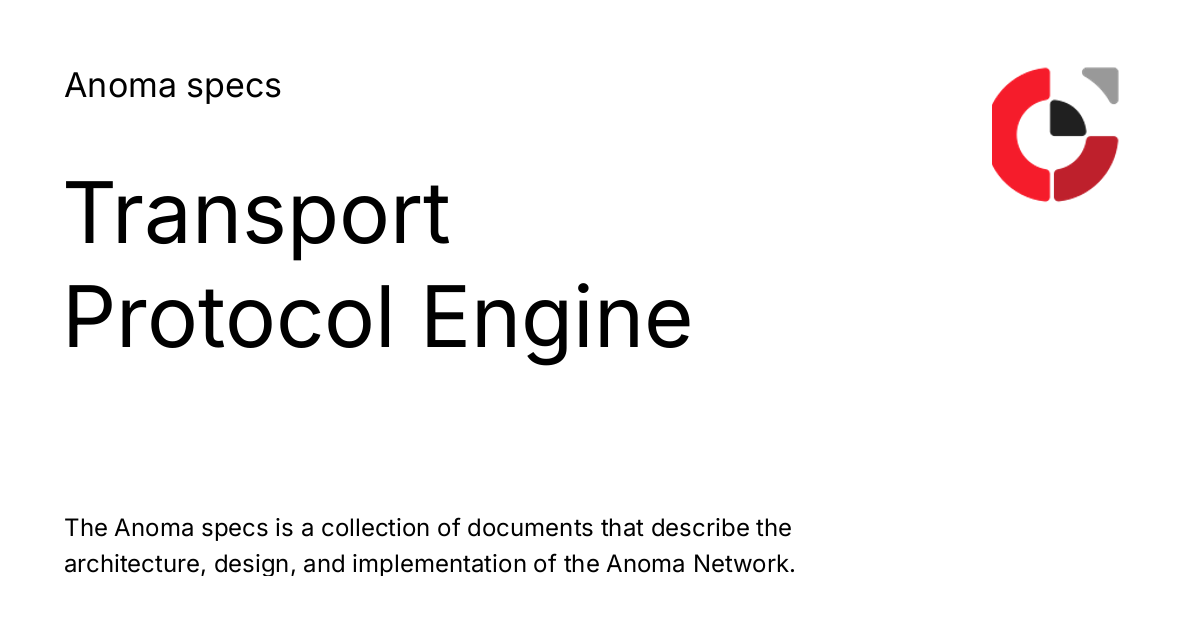 Anoma specs
Transport
Protocol Engine
The Anoma specs is a collection of documents that describe the
architecture, design, and implementation of the Anoma Network.